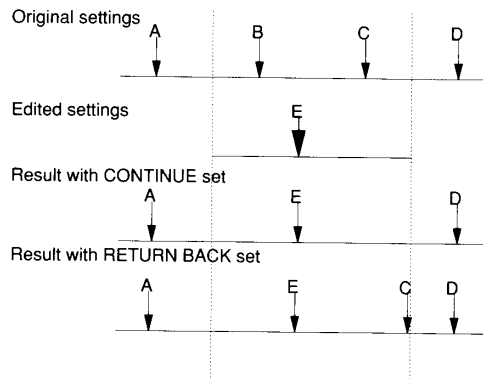 Original settings
A B C D
Edited settings
E
Result with CONTINUE set
A E D
Result with RETURN BACK set
A E C D